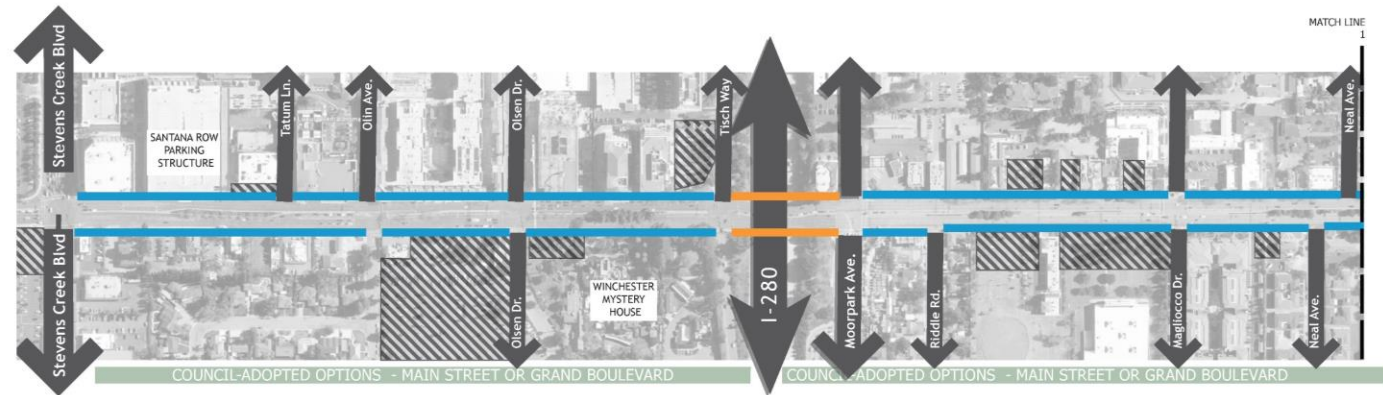 MATCH LINE
1
Stevens Creek Blvd
Tatum Ln.
Olin Ave.
Olsen Dr.
Tisch Way
Neal Ave.
SANTANA ROW
PARKING
STRUCTURE
Stevens Creek Blvd
Olsen Dr.
WINCHESTER
MYSTERY
HOUSE
I-280
Moorpark Ave.
Riddle Rd.
Magliocco Dr.
Neal Ave.
COUNCIL-ADOPTED OPTIONS - MAIN STREET OR GRAND BOULEVARD
COUNCIL-ADOPTED OPTIONS - MAIN STREET OR GRAND BOULEVARD